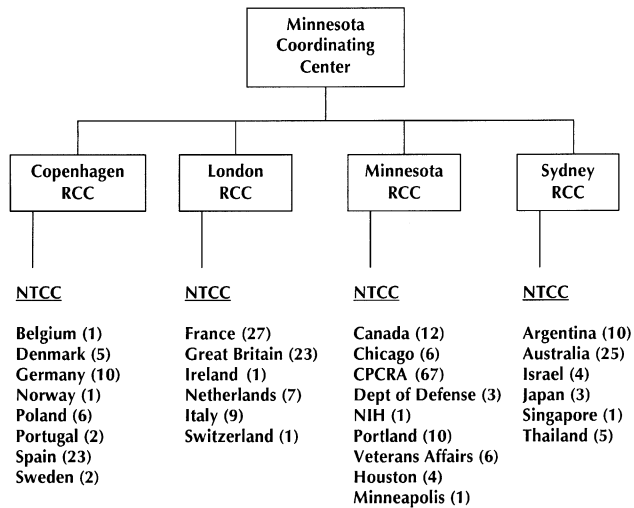 Minnesota
Coordinating
Center
Copenhagen
RCC
London
RCC
Minnesota
RCC
Sydney
RCC
NTCC
Belgium (1)
Denmark (5)
Germany (10)
Norway (1)
Poland (6)
Portugal (2)
Spain (23)
Sweden (2)
NTCC
France (27)
Great Britain (23)
Ireland (1)
Netherlands (7)
Italy (9)
Switzerland (1)
NTCC
Canada (12)
Chicago (6)
CPCRA (67)
Dept of Defense (3)
NIH (1)
Portland (10)
Veterans Affairs (6)
Houston (4)
Minneapolis (1)
NTCC
Argentina (10)
Australia (25)
Israel (4)
Japan (3)
Singapore (1)
Thailand (5)